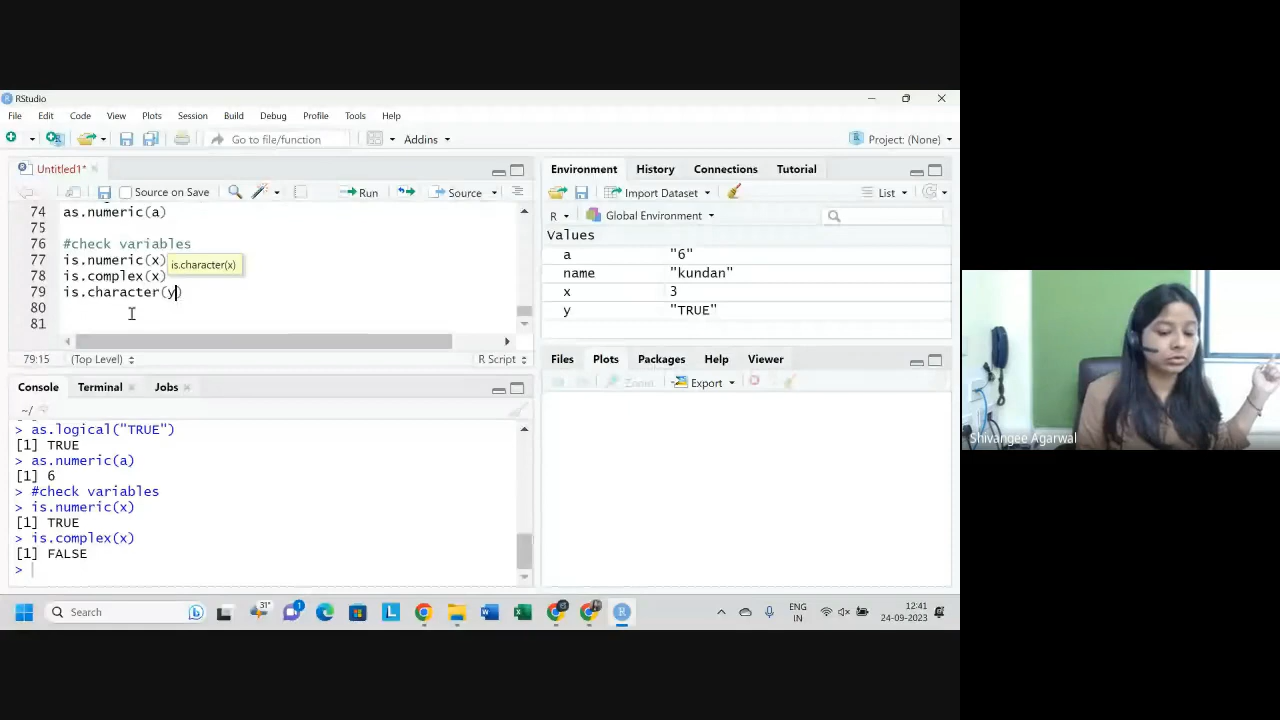 RStudio
File Edit Code View Plots Session Build Debug Profile Tools Help
Go to file/function Addins Project: (None)
Untitled1*
Source on Save Run Source
74 as.numeric(a)
75
76 #check variables
77 is.numeric(x)
is.character(x)
78 is.complex(x)
79 is.character(y)
80
81
79:15 (Top Level) R Script
Console Terminal Jobs
~/
> as.logical("TRUE")
[1] TRUE
> as.numeric(a)
[1] 6
> #check variables
> is.numeric(x)
[1] TRUE
> is.complex(x)
[1] FALSE
>
Environment History Connections Tutorial
Import Dataset List
R Global Environment
Values
a "6"
name "kundan"
x 3
y "TRUE"
Files Plots Packages Help Viewer
Zoom Export
Shivangee Agarwal
Search 31° 1 ENG IN 12:41 24-09-2023